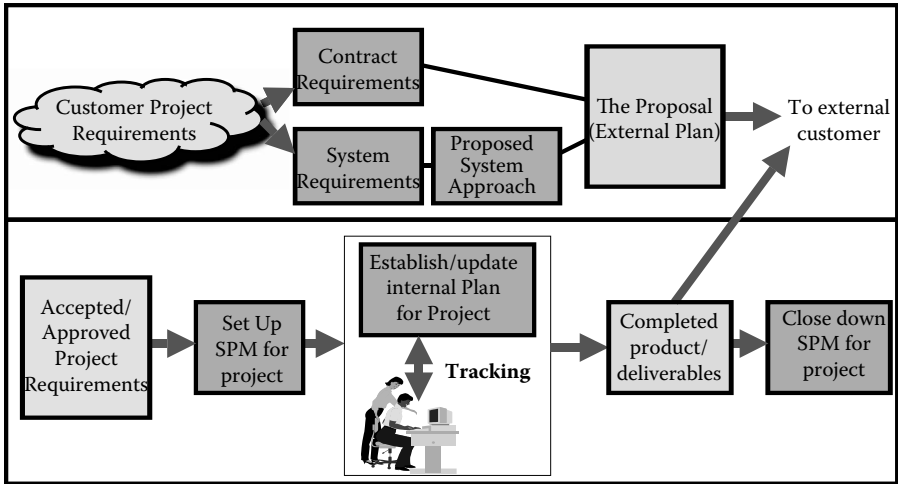 Customer Project
Requirements
Contract
Requirements
System
Requirements
Proposed
System
Approach
The Proposal
(External Plan)
To external
customer
Accepted/
Approved
Project
Requirements
Set Up
SPM for
project
Establish/update
internal Plan
for Project
Tracking
Completed
product/
deliverables
Close down
SPM for
project